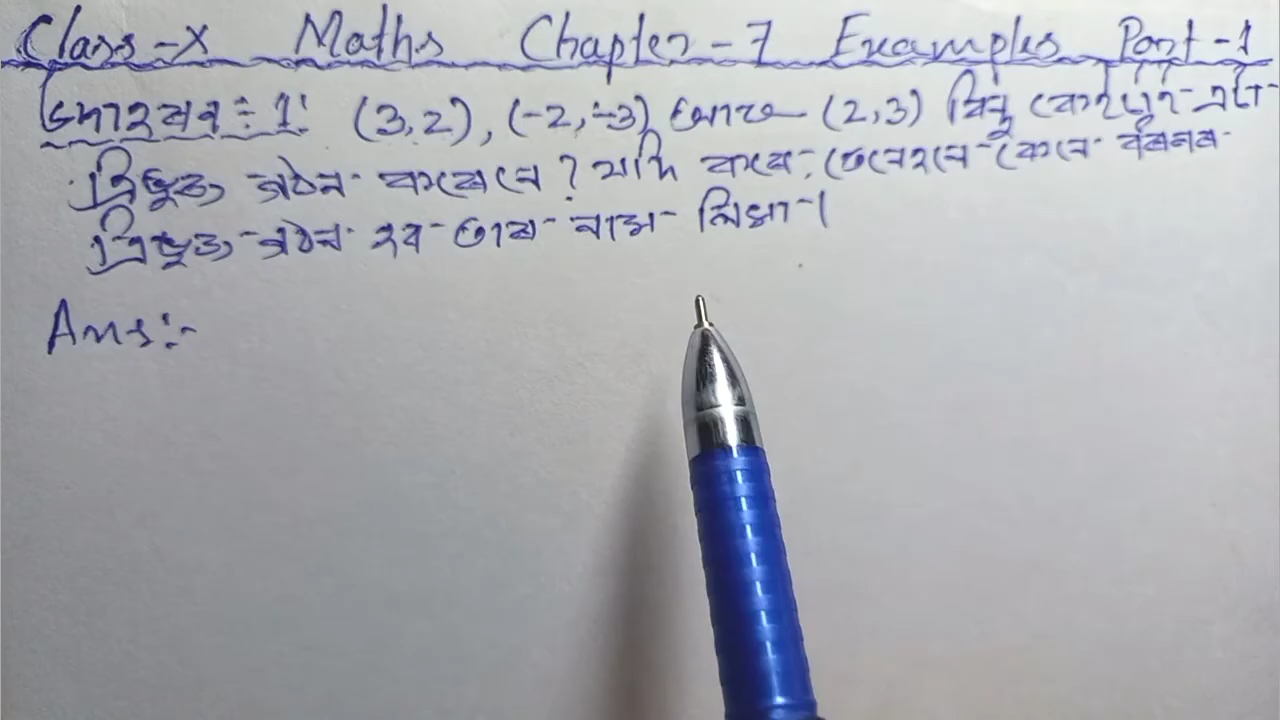 Class-X Maths Chapter-7 Examples Part-1
উদাহৰণ ÷ 1: (3,2), (-2,-3) আৰু (2,3) বিন্দু কেইটাই এটা
ত্ৰিভুজ গঠন কৰেনে? যদি কৰে, তেনেহলে কেনে ধৰণৰ
ত্ৰিভুজ গঠন হব তাৰ নাম লিখা।
Ans:-